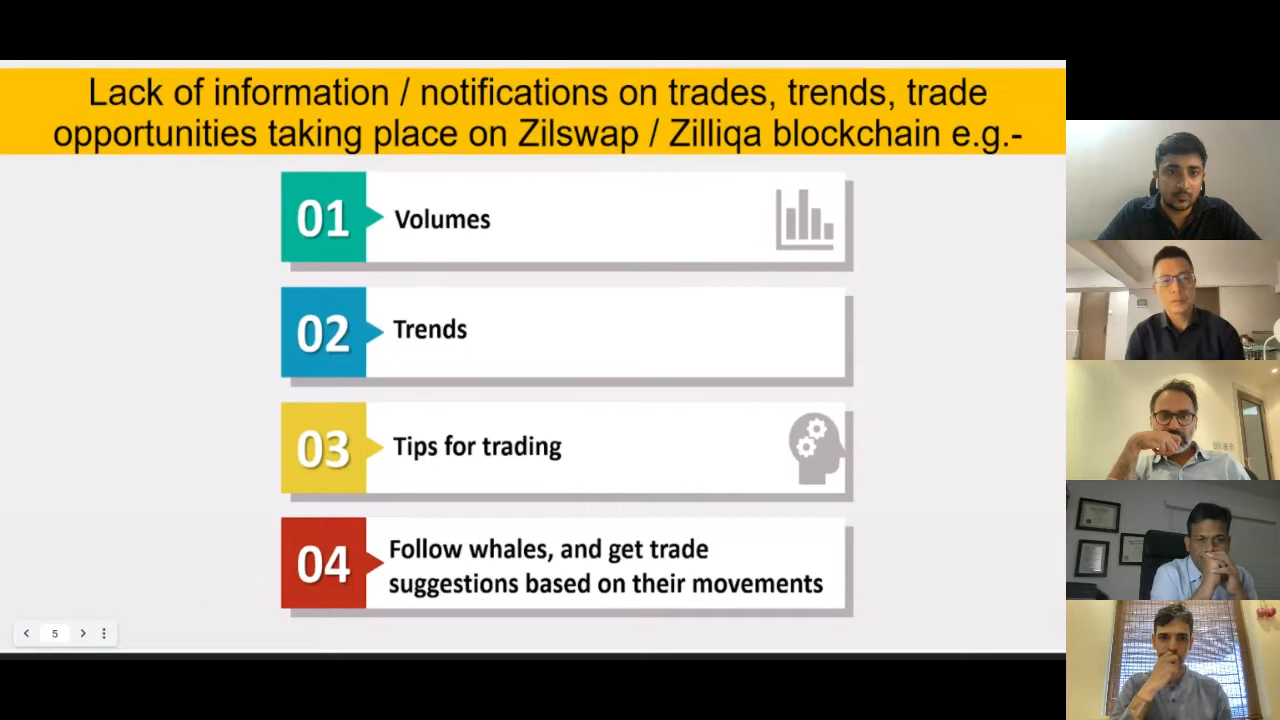 Lack of information / notifications on trades, trends, trade
opportunities taking place on Zilswap / Zilliqa blockchain e.g.-
01
Volumes
02
Trends
03
Tips for trading
04
Follow whales, and get trade
suggestions based on their movements
5